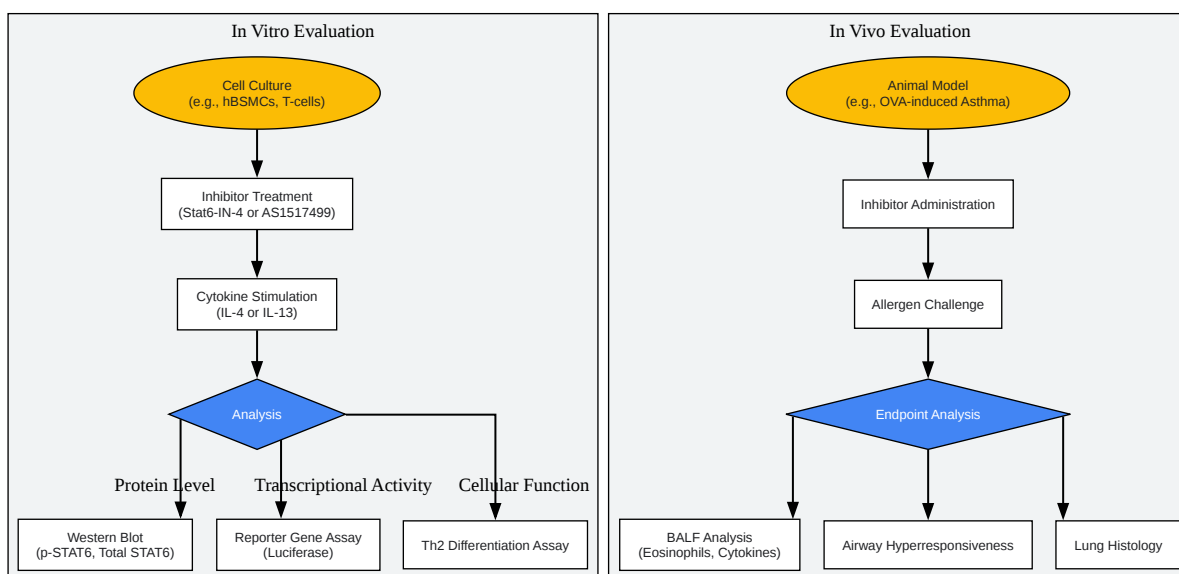 In Vitro Evaluation
Cell Culture
(e.g., hBSMCs, T-cells)
Inhibitor Treatment
(Stat6-IN-4 or AS1517499)
Cytokine Stimulation
(IL-4 or IL-13)
Analysis
Protein Level
Transcriptional Activity
Cellular Function
Western Blot
(p-STAT6, Total STAT6)
Reporter Gene Assay
(Luciferase)
Th2 Differentiation Assay
In Vivo Evaluation
Animal Model
(e.g., OVA-induced Asthma)
Inhibitor Administration
Allergen Challenge
Endpoint Analysis
BALF Analysis
(Eosinophils, Cytokines)
Airway Hyperresponsiveness
Lung Histology